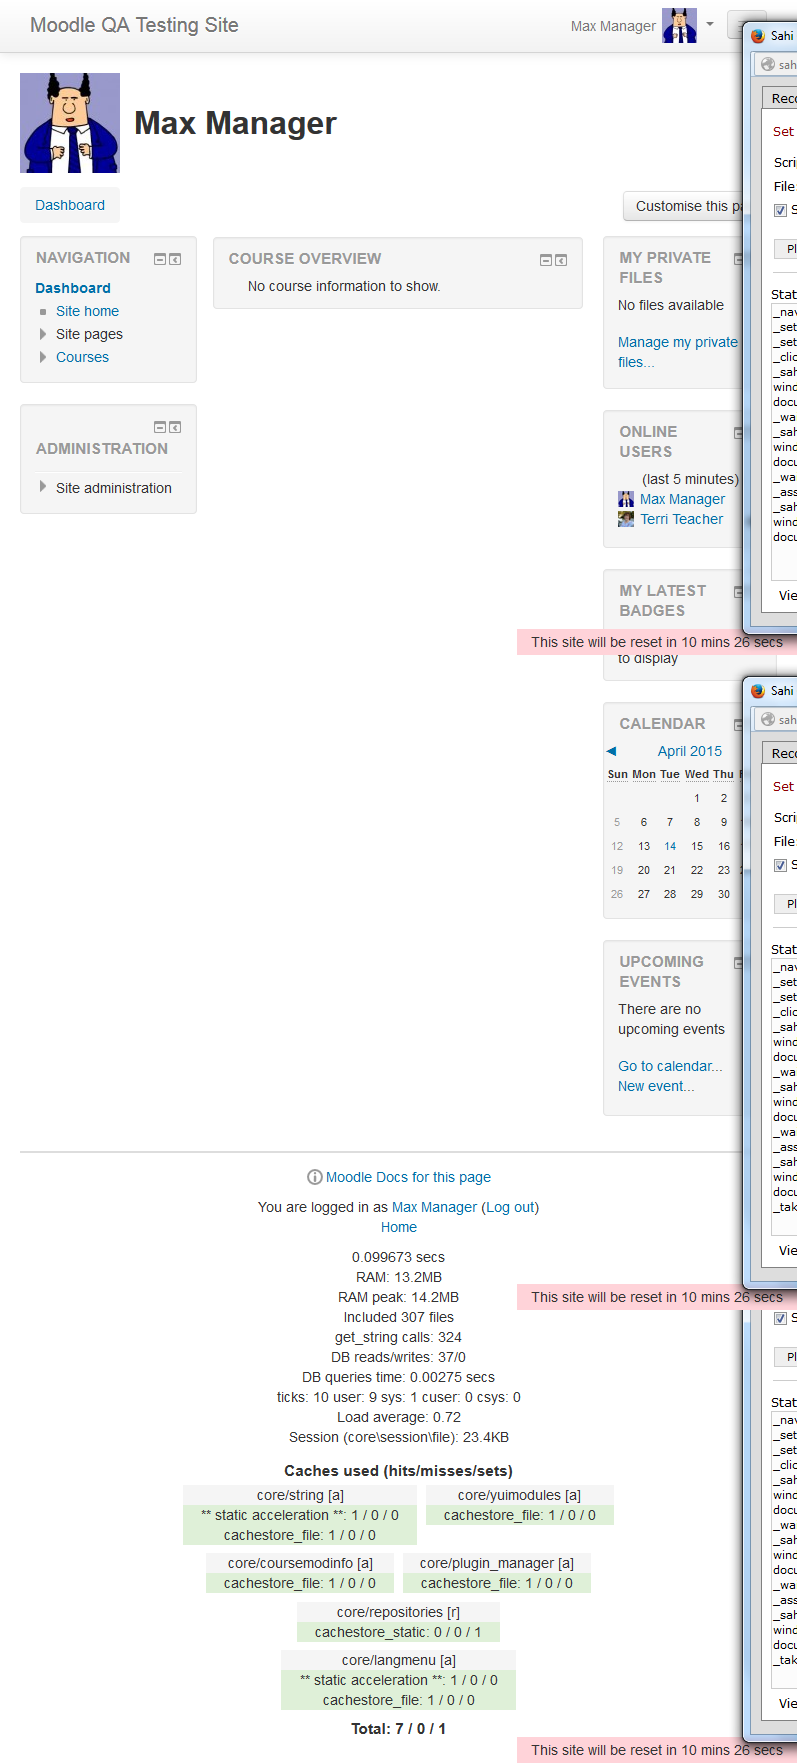 Moodle QA Testing Site
Max Manager
Max Manager
Dashboard
Customise this p
NAVIGATION
Dashboard
Site home
Site pages
Courses
ADMINISTRATION
Site administration
COURSE OVERVIEW
No course information to show.
MY PRIVATE
FILES
No files available
Manage my private
files...
ONLINE
USERS
(last 5 minutes)
Max Manager
Terri Teacher
MY LATEST
BADGES
This site will be reset in 10 mins 26 secs
to display
CALENDAR
◀ April 2015
Sun Mon Tue Wed Thu F
1 2
5 6 7 8 9
12 13 14 15 16
19 20 21 22 23
26 27 28 29 30
UPCOMING
EVENTS
There are no
upcoming events
Go to calendar...
New event...
Sahi
sah
Reco
Set
Scri
File
S
Pl
Stat
_nav
_set
_set
_clic
_sah
wind
docu
_wa
_sah
wind
docu
_wa
_ass
_sah
wind
docu
Vie
Sahi
sah
Reco
Set
Scri
File
S
Pl
Stat
_nav
_set
_set
_clic
_sah
wind
docu
_wa
_sah
wind
docu
_wa
_ass
_sah
wind
docu
_tak
Vie
Moodle Docs for this page
You are logged in as Max Manager (Log out)
Home
0.099673 secs
RAM: 13.2MB
RAM peak: 14.2MB
This site will be reset in 10 mins 26 secs
Included 307 files
get_string calls: 324
DB reads/writes: 37/0
DB queries time: 0.00275 secs
ticks: 10 user: 9 sys: 1 cuser: 0 csys: 0
Load average: 0.72
Session (core\session\file): 23.4KB
Caches used (hits/misses/sets)
core/string [a]
** static acceleration **: 1 / 0 / 0
cachestore_file: 1 / 0 / 0
core/yuimodules [a]
cachestore_file: 1 / 0 / 0
core/coursemodinfo [a]
cachestore_file: 1 / 0 / 0
core/plugin_manager [a]
cachestore_file: 1 / 0 / 0
core/repositories [r]
cachestore_static: 0 / 0 / 1
core/langmenu [a]
** static acceleration **: 1 / 0 / 0
cachestore_file: 1 / 0 / 0
Total: 7 / 0 / 1
S
Pl
Stat
_nav
_set
_set
_clic
_sah
wind
docu
_wa
_sah
wind
docu
_wa
_ass
_sah
wind
docu
_tak
Vie
This site will be reset in 10 mins 26 secs